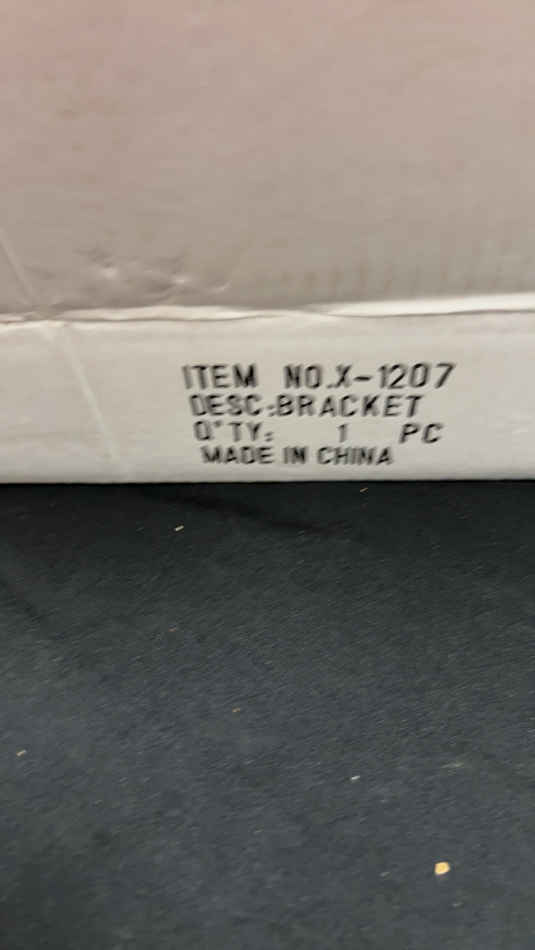 ITEM NO.X-1207
DESC:BRACKET
Q'TY: 1 PC
MADE IN CHINA